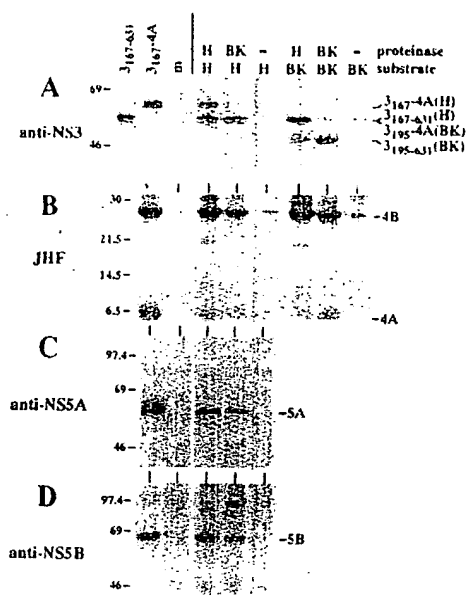 3₁₆₇-631 3₁₆₇-4A m H BK – H BK – proteinase
H H H BK BK BK substrate
A
anti-NS3
69–
46–
3₁₆₇-4A(H)
3₁₆₇-₆₃₁(H)
3₁₉₅-4A(BK)
3₁₉₅-₆₃₁(BK)
B
JHF
30–
21.5–
14.5–
6.5–
–4B
–4A
C
anti-NS5A
97.4–
69–
46–
–5A
D
anti-NS5B
97.4–
69–
46–
–5B